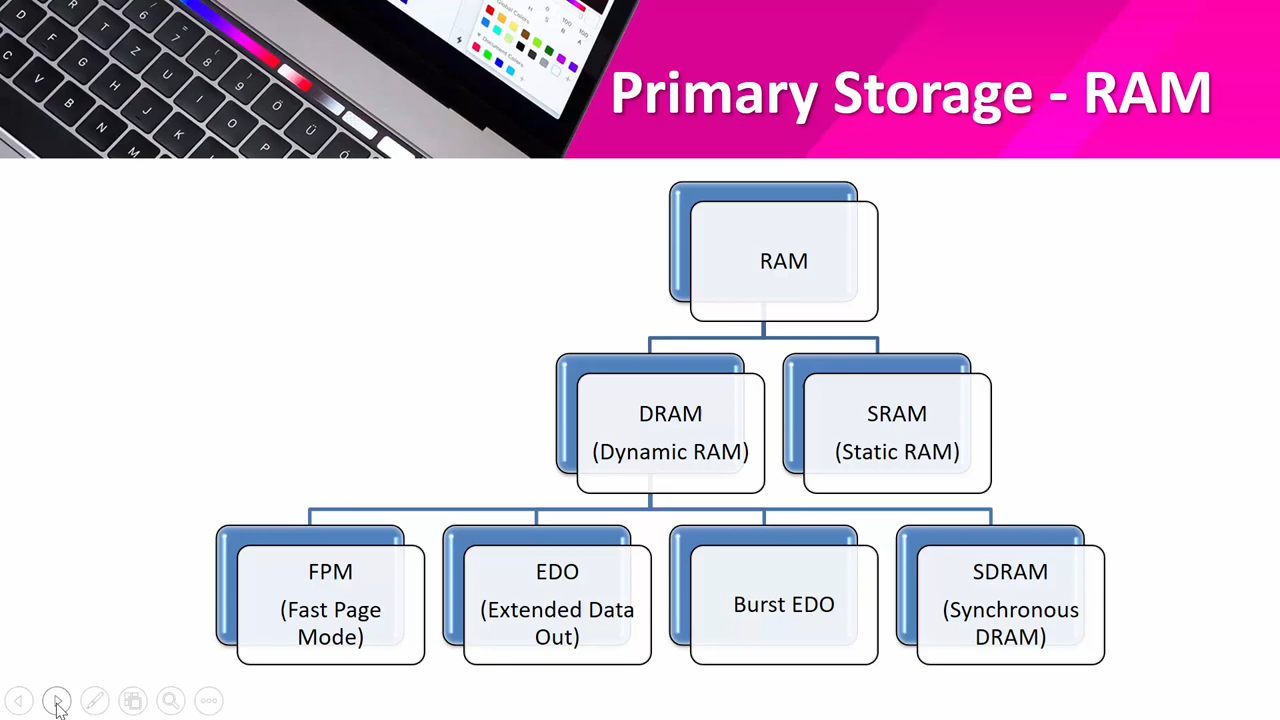 Primary Storage - RAM
RAM
DRAM
(Dynamic RAM)
SRAM
(Static RAM)
FPM
(Fast Page
Mode)
EDO
(Extended Data
Out)
Burst EDO
SDRAM
(Synchronous
DRAM)